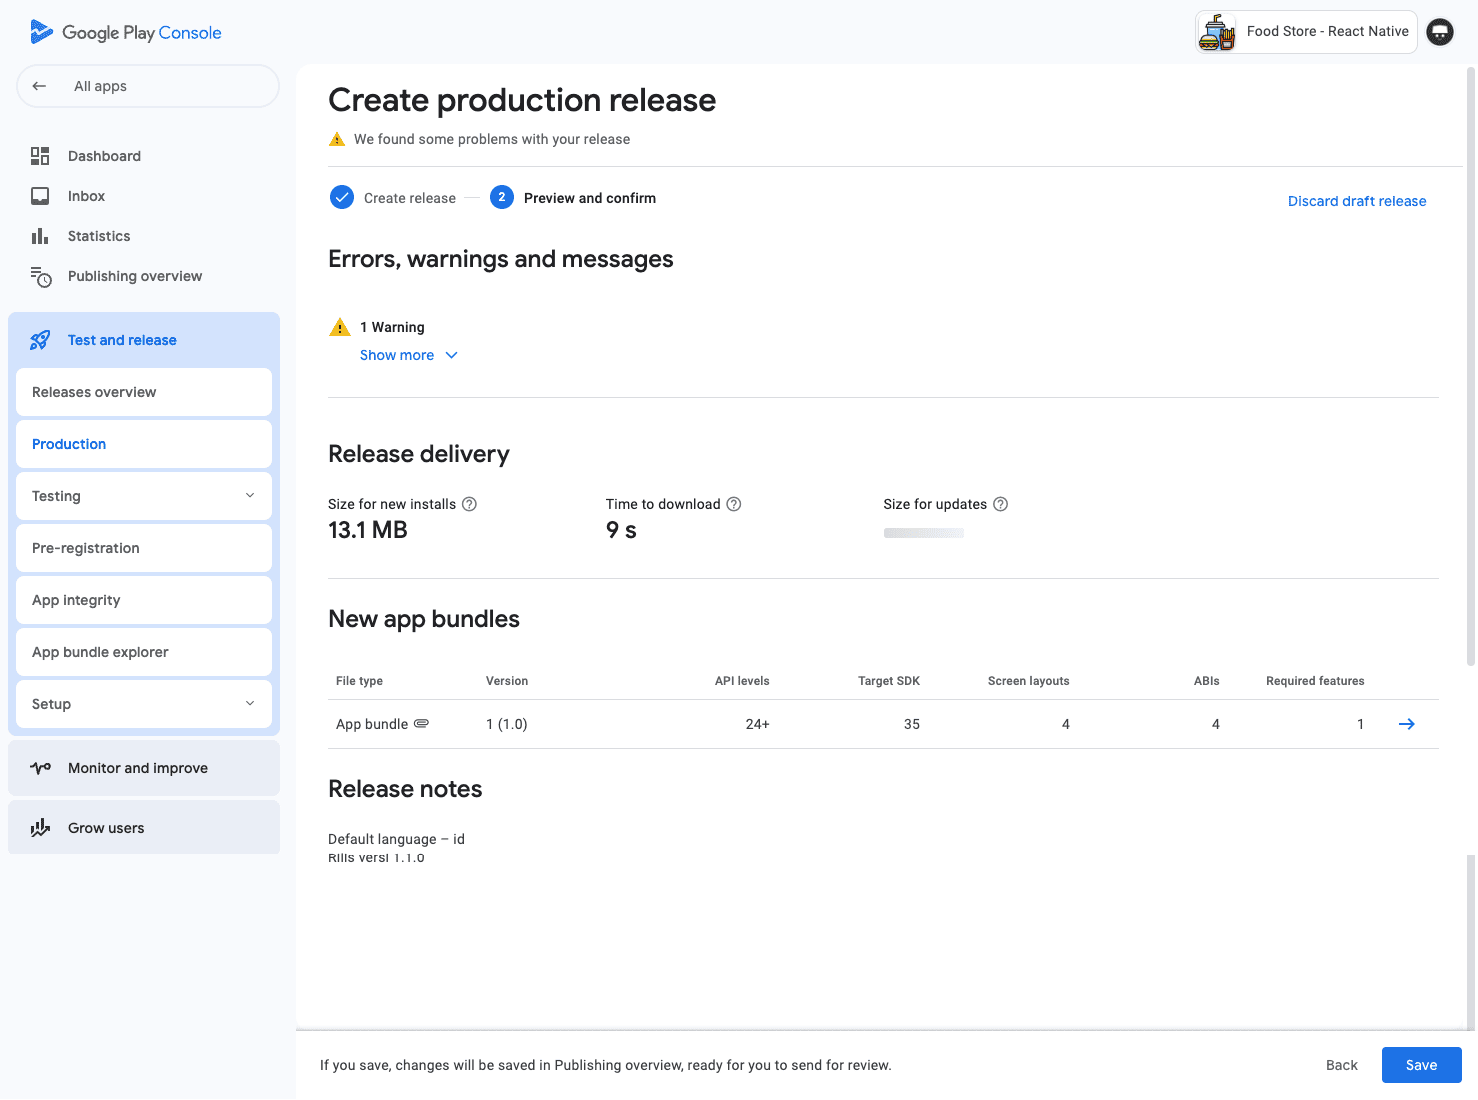 Google Play Console
Food Store - React Native
All apps
Dashboard
Inbox
Statistics
Publishing overview
Test and release
Releases overview
Production
Testing
Pre-registration
App integrity
App bundle explorer
Setup
Monitor and improve
Grow users
Create production release
We found some problems with your release
Create release
2 Preview and confirm
Discard draft release
Errors, warnings and messages
1 Warning
Show more
Release delivery
Size for new installs
13.1 MB
Time to download
9 s
Size for updates
New app bundles
File type Version API levels Target SDK Screen layouts ABIs Required features
App bundle 1 (1.0) 24+ 35 4 4 1
Release notes
Default language – id
Rilis versi 1.1.0
If you save, changes will be saved in Publishing overview, ready for you to send for review.
Back
Save